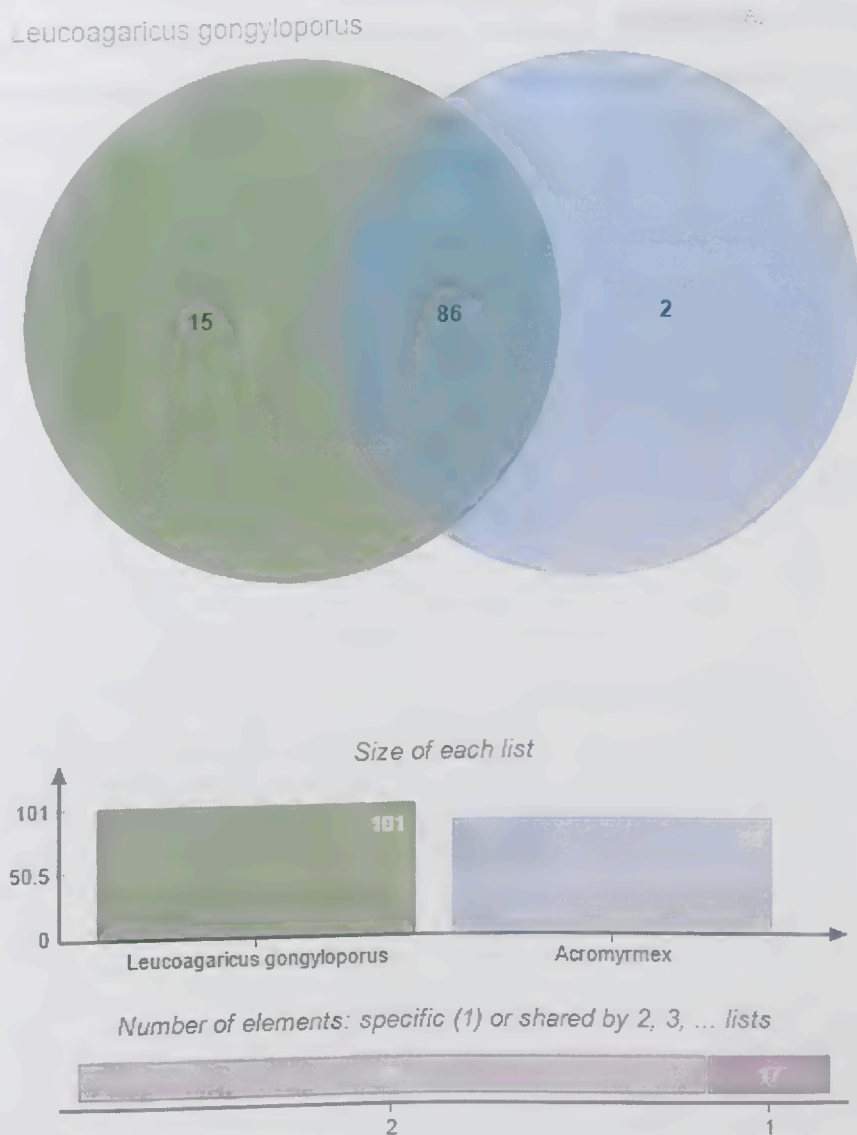 Leucoagaricus gongyloporus
15
86
2
Size of each list
101
101
50.5
0
Leucoagaricus gongyloporus
Acromyrmex
Number of elements: specific (1) or shared by 2, 3, ... lists
17
2
1